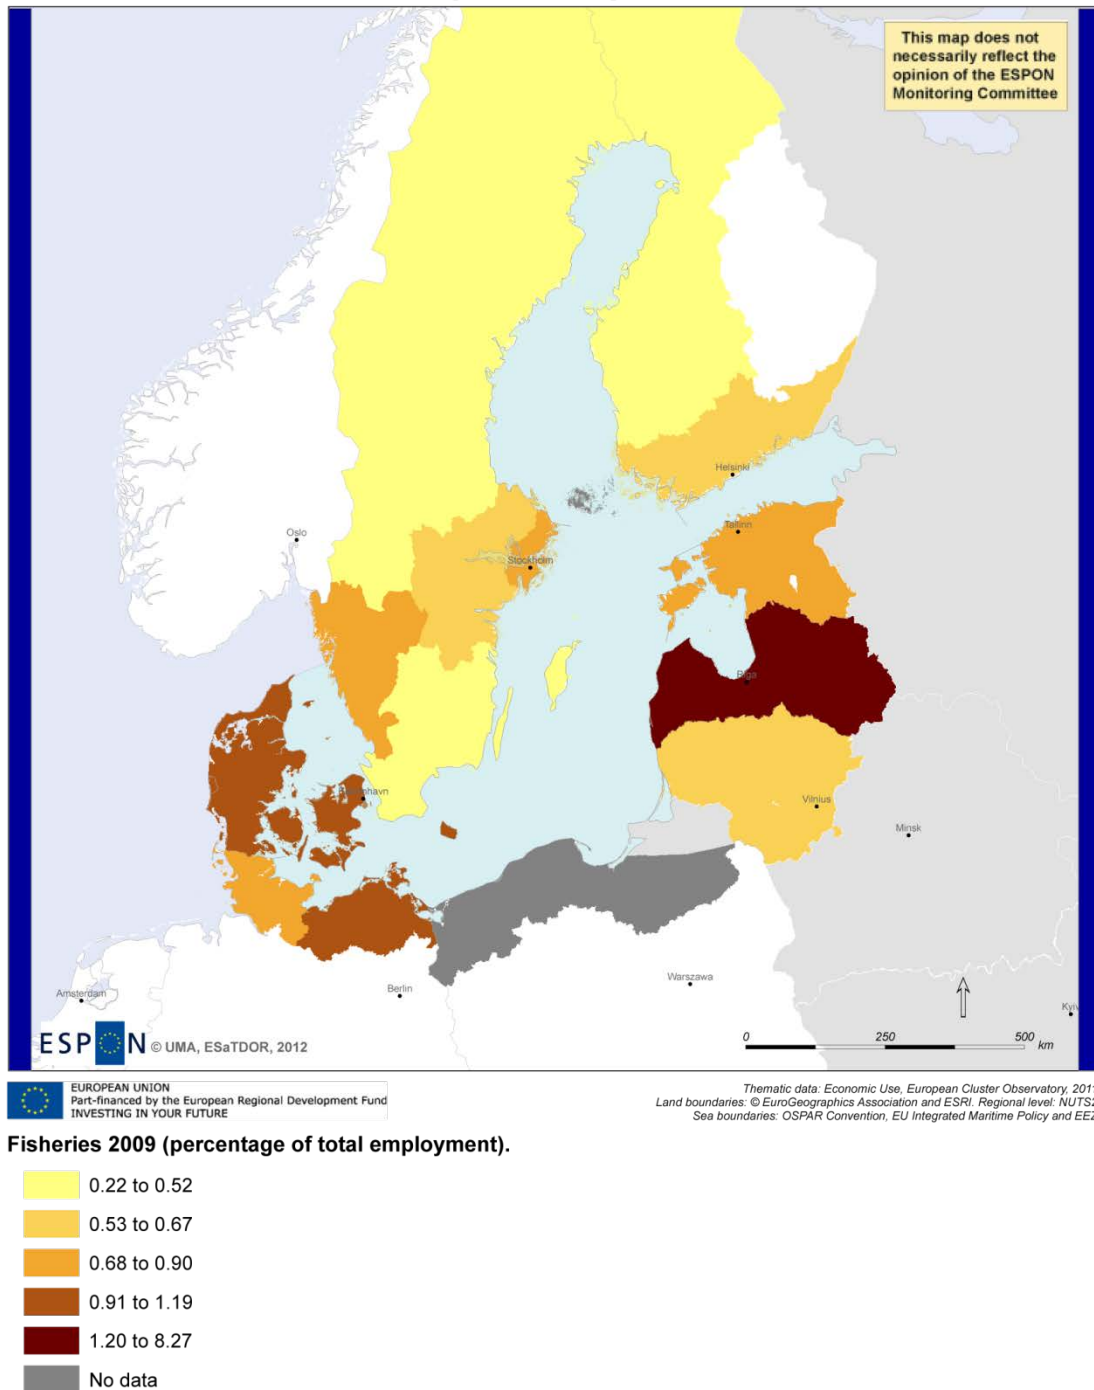 This map does not
necessarily reflect the
opinion of the ESPON
Monitoring Committee
Helsinki
Oslo
Tallinn
Stockholm
Riga
Vilnius
Minsk
Warszawa
Amsterdam
Berlin
Kyiv
0 250 500
km
ESPON © UMA, ESaTDOR, 2012
EUROPEAN UNION
Part-financed by the European Regional Development Fund
INVESTING IN YOUR FUTURE
Thematic data: Economic Use, European Cluster Observatory, 2011
Land boundaries: © EuroGeographics Association and ESRI. Regional level: NUTS2
Sea boundaries: OSPAR Convention, EU Integrated Maritime Policy and EEZ
Fisheries 2009 (percentage of total employment).
0.22 to 0.52
0.53 to 0.67
0.68 to 0.90
0.91 to 1.19
1.20 to 8.27
No data